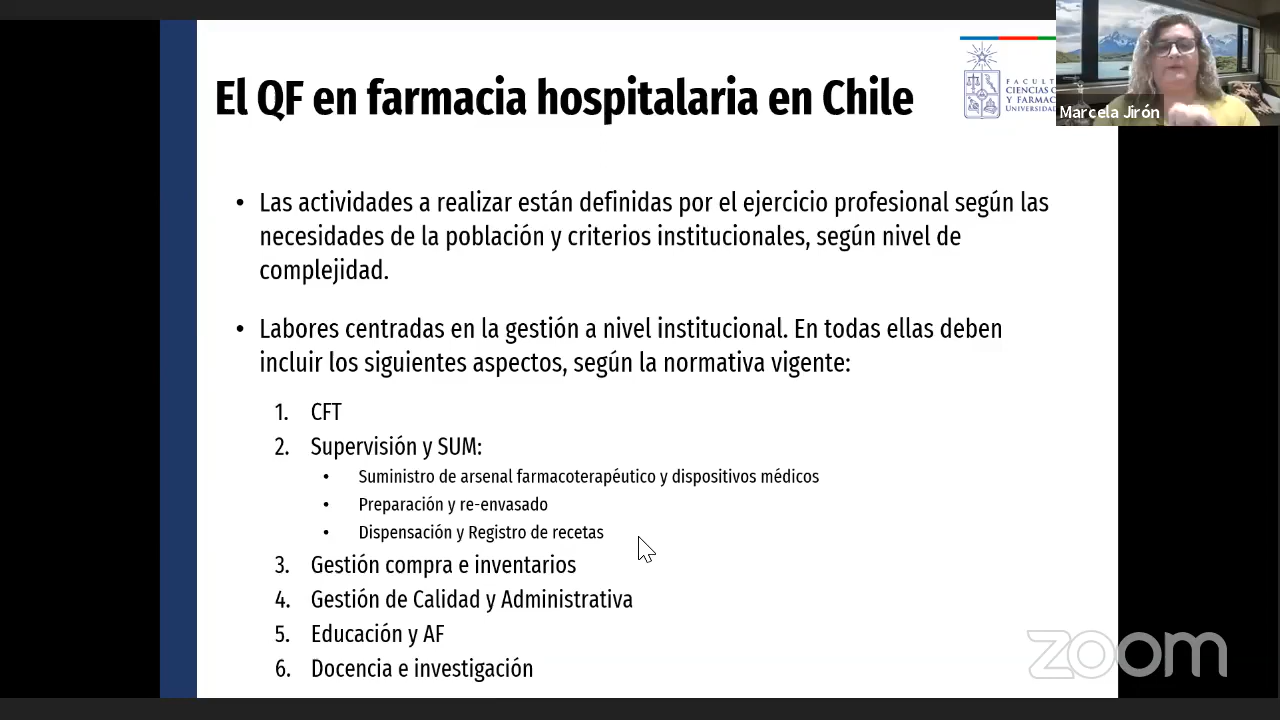 El QF en farmacia hospitalaria en Chile
FACULT
CIENCIAS
Y FARMAC
UNIVERSIDA
Marcela Jirón
• Las actividades a realizar están definidas por el ejercicio profesional según las
necesidades de la población y criterios institucionales, según nivel de
complejidad.
• Labores centradas en la gestión a nivel institucional. En todas ellas deben
incluir los siguientes aspectos, según la normativa vigente:
1. CFT
2. Supervisión y SUM:
• Suministro de arsenal farmacoterapéutico y dispositivos médicos
• Preparación y re-envasado
• Dispensación y Registro de recetas
3. Gestión compra e inventarios
4. Gestión de Calidad y Administrativa
5. Educación y AF
6. Docencia e investigación
zoom